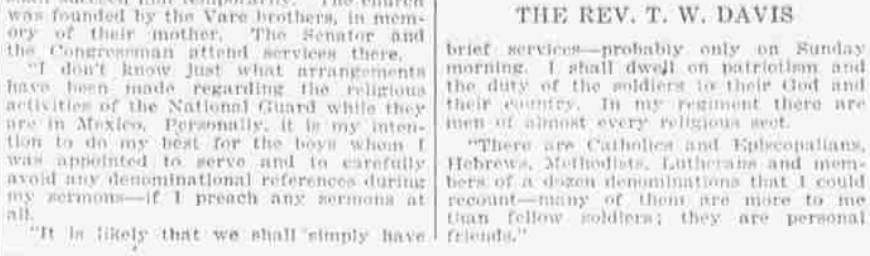 was founded by the Vare brothers, in mem-
ory of their mother. The Senator and
the Congressman attend services there.
"I don't know just what arrangements
have been made regarding the religious
activities of the National Guard while they
are in Mexico. Personally, it is my inten-
tion to do my best for the boys whom I
was appointed to serve and to carefully
avoid any denominational references during
my sermons—if I preach any sermons at
all.
"It is likely that we shall simply have
THE REV. T. W. DAVIS
brief services—probably only on Sunday
morning. I shall dwell on patriotism and
the duty of the soldiers to their God and
their country. In my regiment there are
men of almost every religious sect.
"There are Catholics and Episcopalians,
Hebrews, Methodists, Lutherans and mem-
bers of a dozen denominations that I could
recount—many of them are more to me
than fellow soldiers; they are personal
friends."